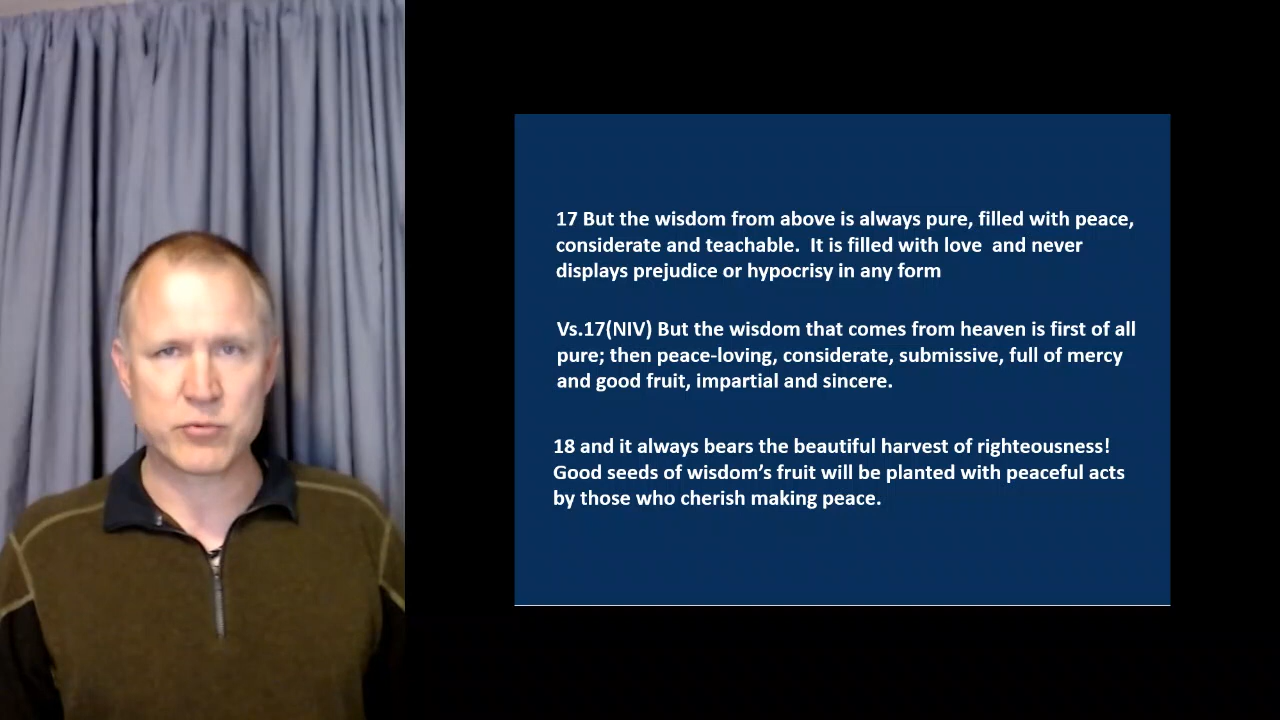 17 But the wisdom from above is always pure, filled with peace,
considerate and teachable.  It is filled with love  and never
displays prejudice or hypocrisy in any form
Vs.17(NIV) But the wisdom that comes from heaven is first of all
pure; then peace-loving, considerate, submissive, full of mercy
and good fruit, impartial and sincere.
18 and it always bears the beautiful harvest of righteousness!
Good seeds of wisdom’s fruit will be planted with peaceful acts
by those who cherish making peace.